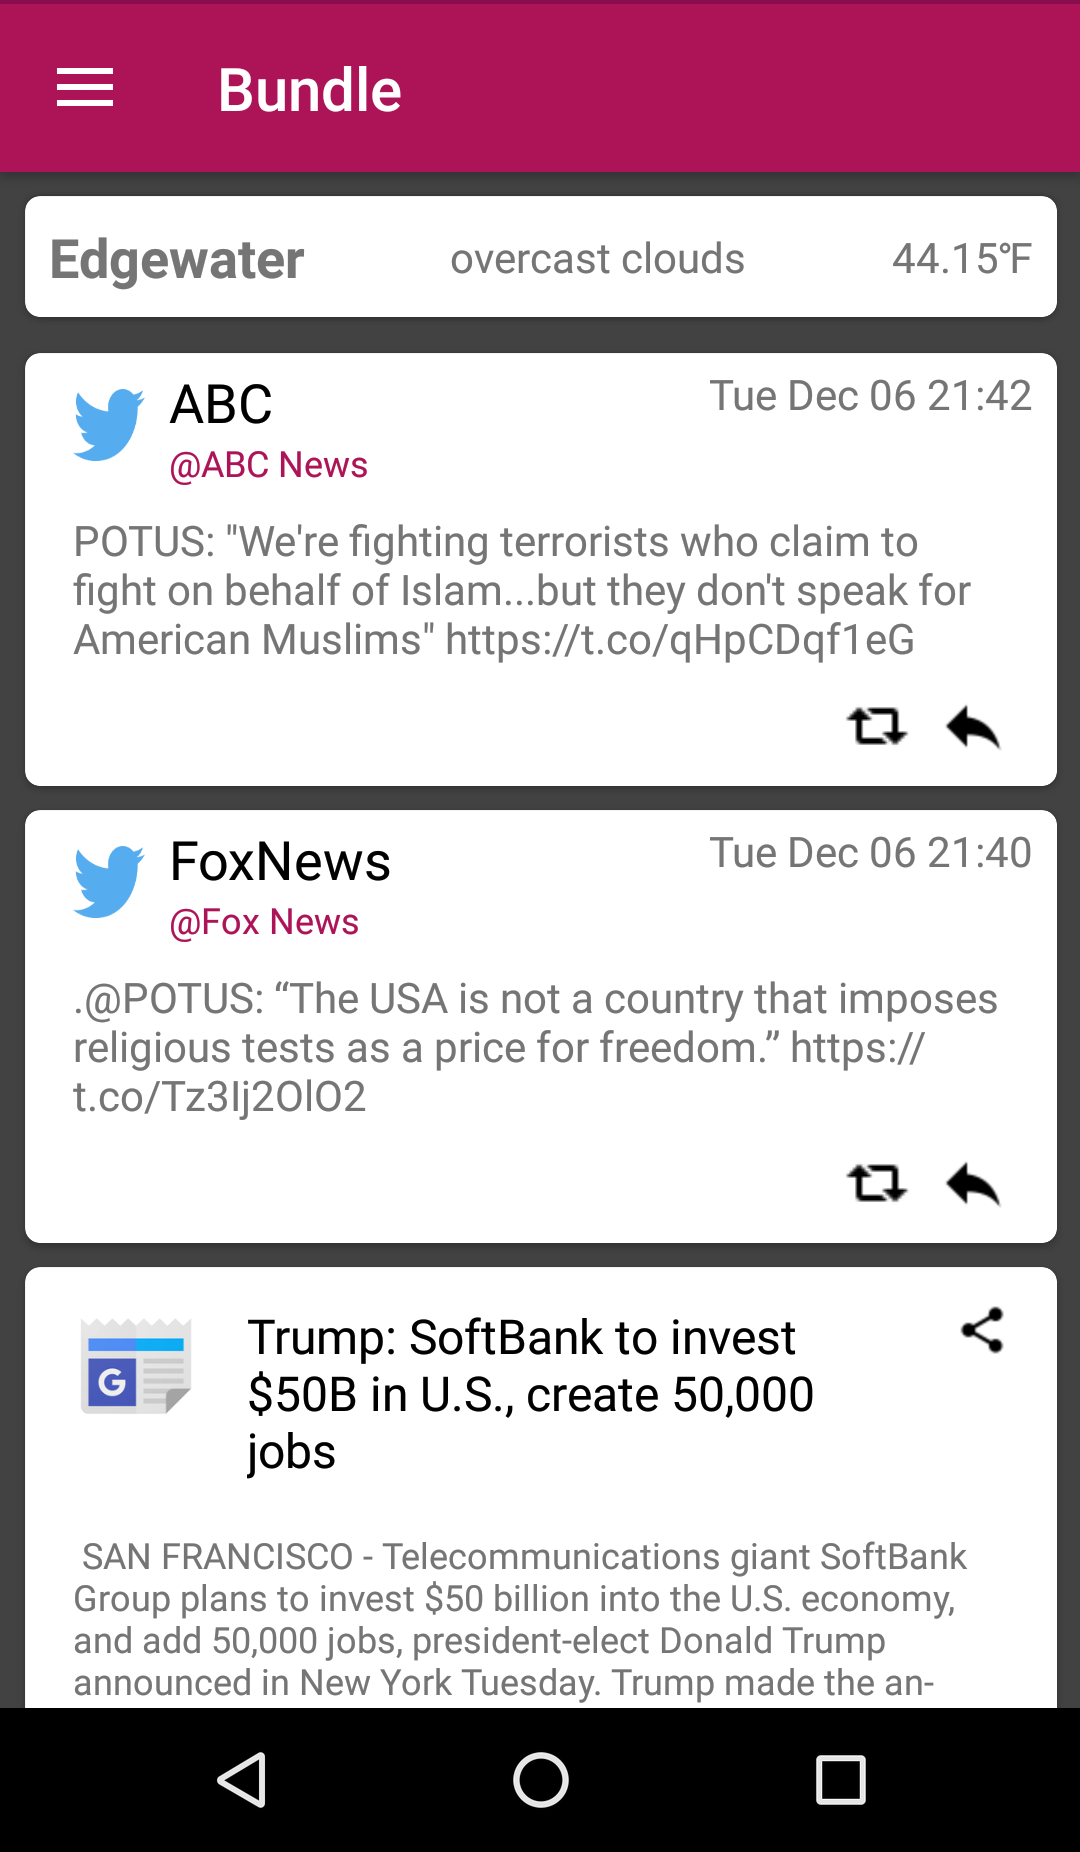 Bundle
Edgewater overcast clouds 44.15°F
ABC Tue Dec 06 21:42
@ABC News
POTUS: "We're fighting terrorists who claim to
fight on behalf of Islam...but they don't speak for
American Muslims" https://t.co/qHpCDqf1eG
FoxNews Tue Dec 06 21:40
@Fox News
.@POTUS: “The USA is not a country that imposes
religious tests as a price for freedom.” https://
t.co/Tz3Ij2OlO2
G
Trump: SoftBank to invest
$50B in U.S., create 50,000
jobs
SAN FRANCISCO - Telecommunications giant SoftBank
Group plans to invest $50 billion into the U.S. economy,
and add 50,000 jobs, president-elect Donald Trump
announced in New York Tuesday. Trump made the an-